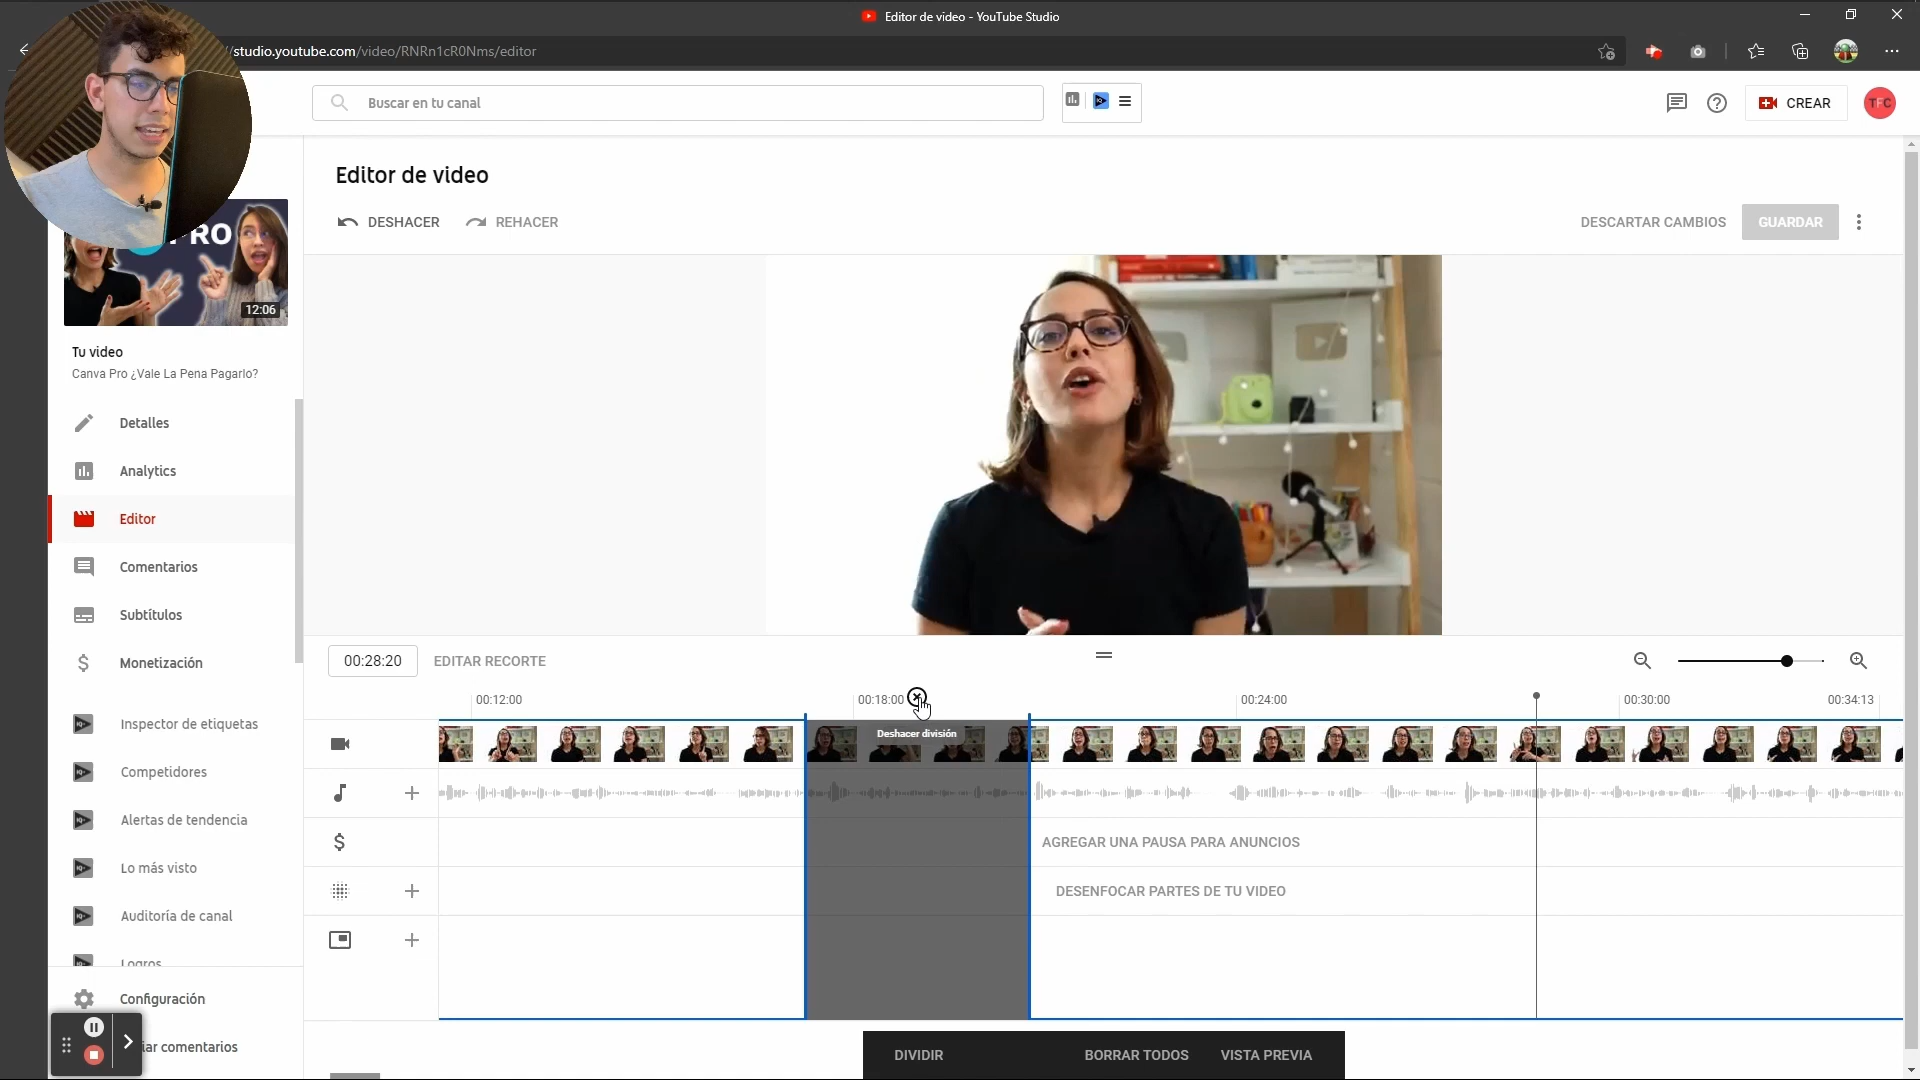 Editor de video - YouTube Studio
studio.youtube.com/video/RNRn1cR0Nms/editor
Buscar en tu canal
CREAR
TFC
Editor de video
DESHACER
REHACER
DESCARTAR CAMBIOS
GUARDAR
PRO
12:06
Tu video
Canva Pro ¿Vale La Pena Pagarlo?
Detalles
Analytics
Editor
Comentarios
Subtítulos
Monetización
Inspector de etiquetas
Competidores
Alertas de tendencia
Lo más visto
Auditoría de canal
Logros
Configuración
iar comentarios
00:28:20
EDITAR RECORTE
00:12:00
00:18:00
00:24:00
00:30:00
00:34:13
Deshacer división
AGREGAR UNA PAUSA PARA ANUNCIOS
DESENFOCAR PARTES DE TU VIDEO
DIVIDIR
BORRAR TODOS
VISTA PREVIA